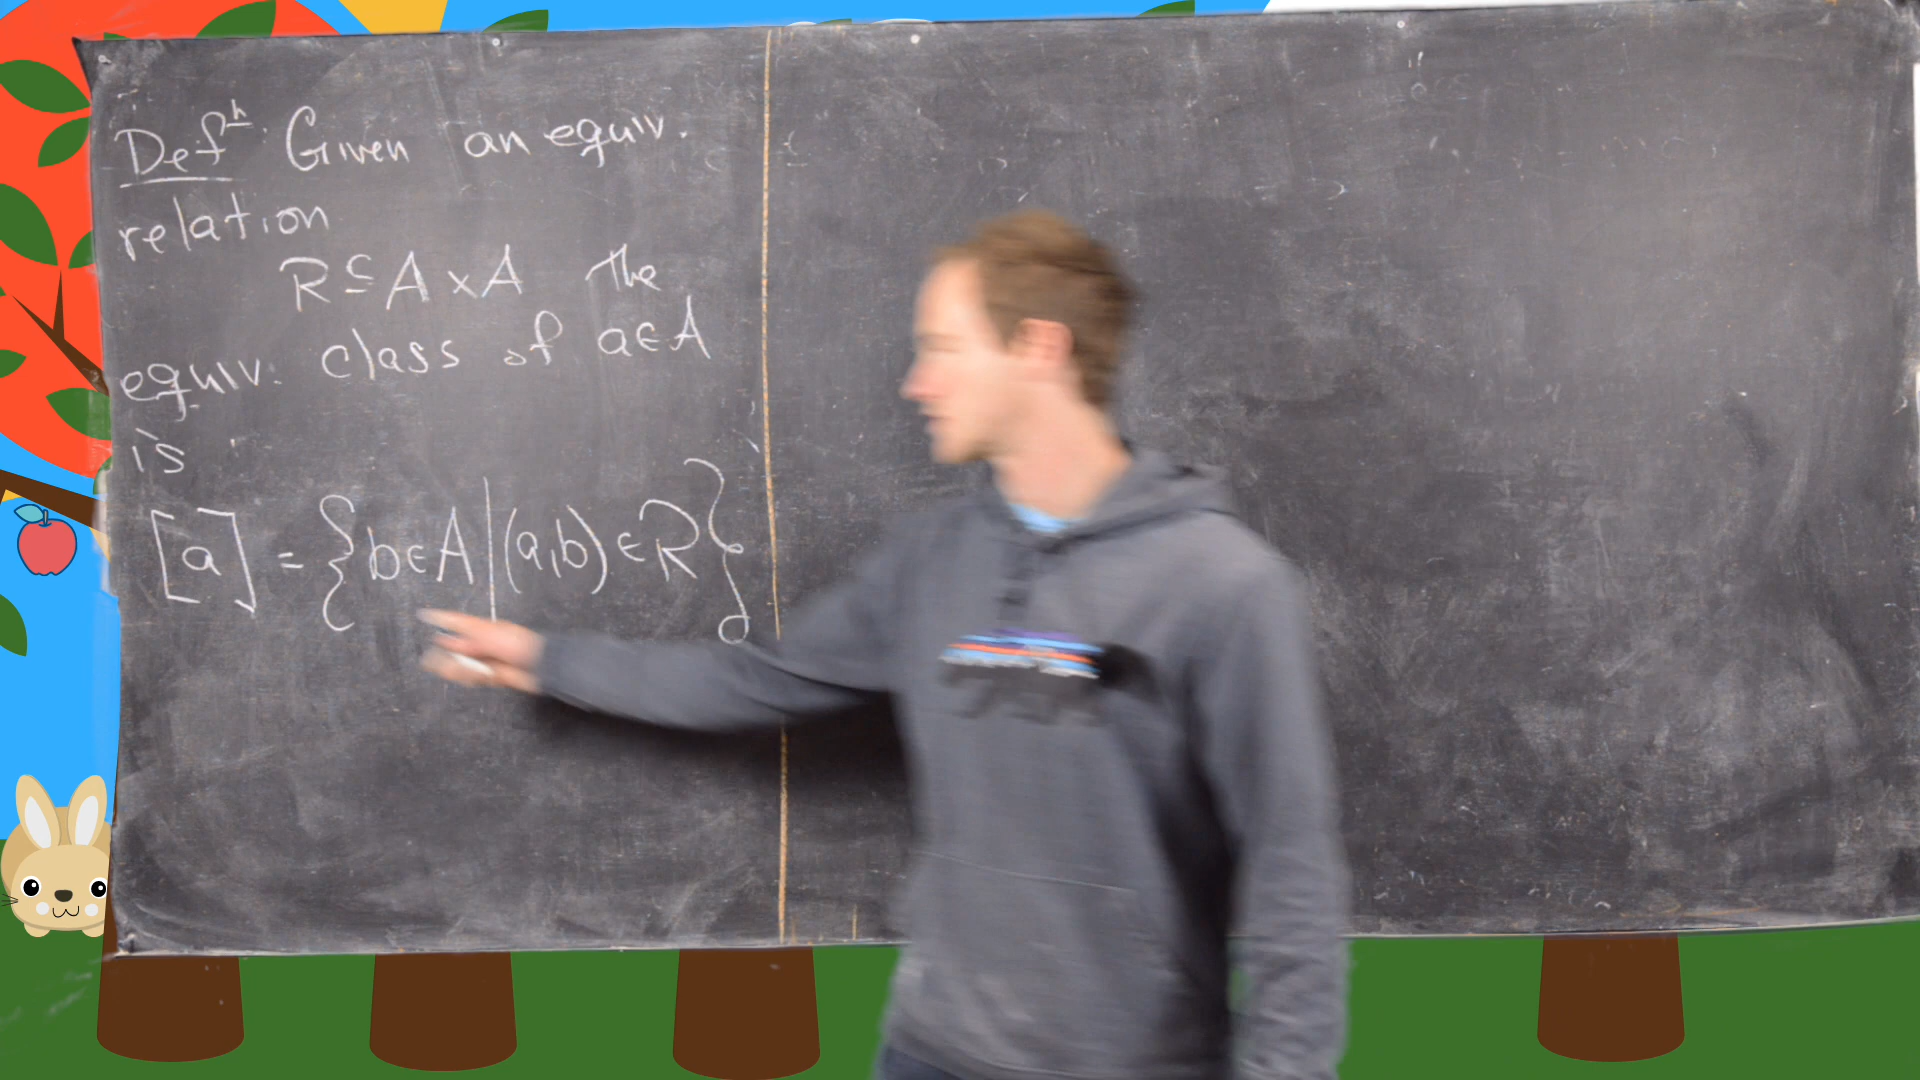 Defⁿ. Given an equiv.
relation
R ⊆ A × A the
equiv. class of a ∈ A
is
[a] = {b ∈ A | (a,b) ∈ R}